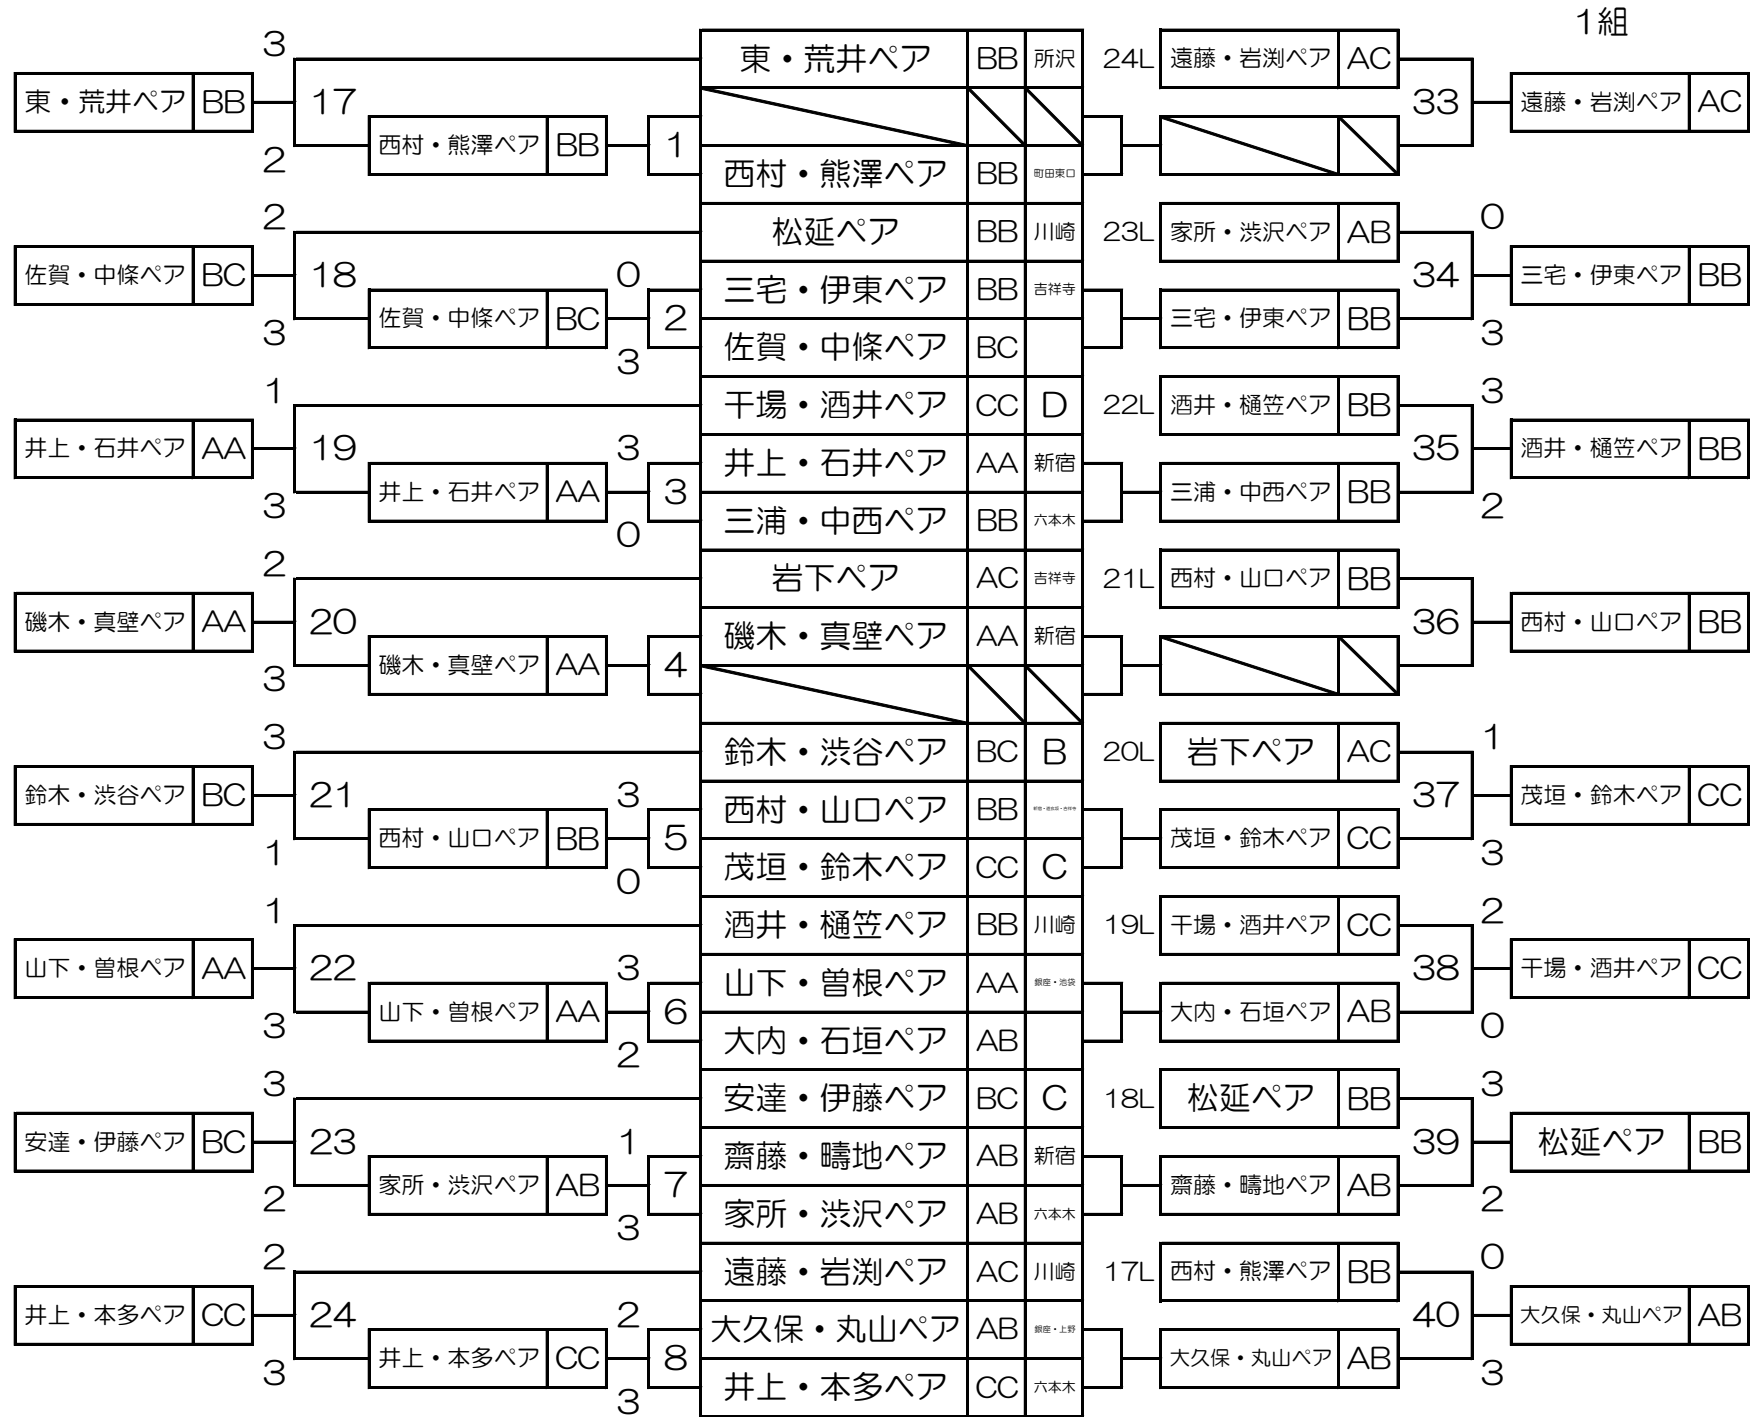 1組
3
東・荒井ペア BB 所沢 24L 遠藤・岩渕ペア AC
東・荒井ペア BB 17 33 遠藤・岩渕ペア AC
西村・熊澤ペア BB 1
2
西村・熊澤ペア BB 町田東口
2 0
松延ペア BB 川崎 23L 家所・渋沢ペア AB
佐賀・中條ペア BC 18 0 三宅・伊東ペア BB 吉祥寺 34 三宅・伊東ペア BB
佐賀・中條ペア BC 2 三宅・伊東ペア BB
3 3 佐賀・中條ペア BC 3
1 3
干場・酒井ペア CC D 22L 酒井・樋笠ペア BB
井上・石井ペア AA 19 3 井上・石井ペア AA 新宿 35 酒井・樋笠ペア BB
井上・石井ペア AA 3 三浦・中西ペア BB
3 0 三浦・中西ペア BB 六本木 2
2
岩下ペア AC 吉祥寺 21L 西村・山口ペア BB
磯木・真壁ペア AA 20 磯木・真壁ペア AA 新宿 36 西村・山口ペア BB
磯木・真壁ペア AA 4
3
3 1
鈴木・渋谷ペア BC B 20L 岩下ペア AC
鈴木・渋谷ペア BC 21 3 西村・山口ペア BB 37 茂垣・鈴木ペア CC
西村・山口ペア BB 5 茂垣・鈴木ペア CC
1 0 茂垣・鈴木ペア CC C 3
1 2
酒井・樋笠ペア BB 川崎 19L 干場・酒井ペア CC
山下・曽根ペア AA 22 3 山下・曽根ペア AA 銀座・池袋 38 干場・酒井ペア CC
山下・曽根ペア AA 6 大内・石垣ペア AB
3 2 大内・石垣ペア AB 0
3 3
安達・伊藤ペア BC C 18L 松延ペア BB
安達・伊藤ペア BC 23 1 齋藤・疇地ペア AB 新宿 39 松延ペア BB
家所・渋沢ペア AB 7 齋藤・疇地ペア AB
2 3 家所・渋沢ペア AB 六本木 2
2 0
遠藤・岩渕ペア AC 川崎 17L 西村・熊澤ペア BB
井上・本多ペア CC 24 2 大久保・丸山ペア AB 銀座・上野 40 大久保・丸山ペア AB
井上・本多ペア CC 8 大久保・丸山ペア AB
3 3 井上・本多ペア CC 六本木 3